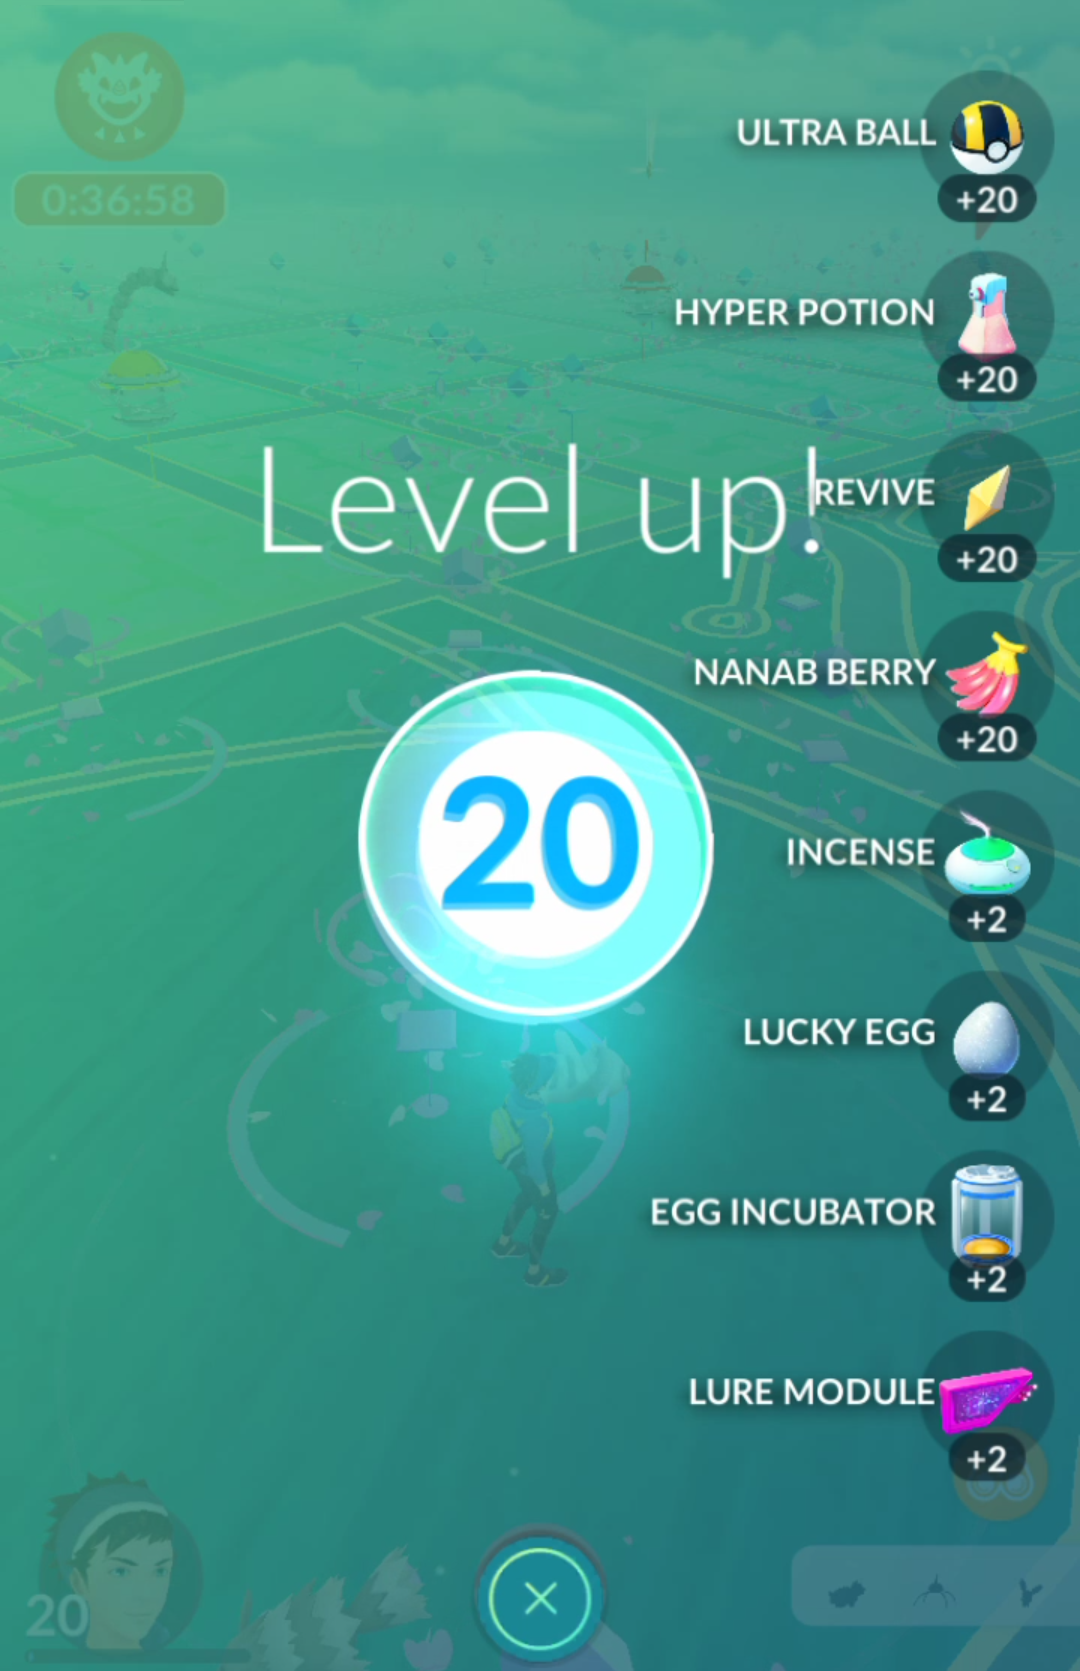 0:36:58
ULTRA BALL
+20
HYPER POTION
+20
Level up!
REVIVE
+20
NANAB BERRY
+20
20
INCENSE
+2
LUCKY EGG
+2
EGG INCUBATOR
+2
LURE MODULE
+2
20